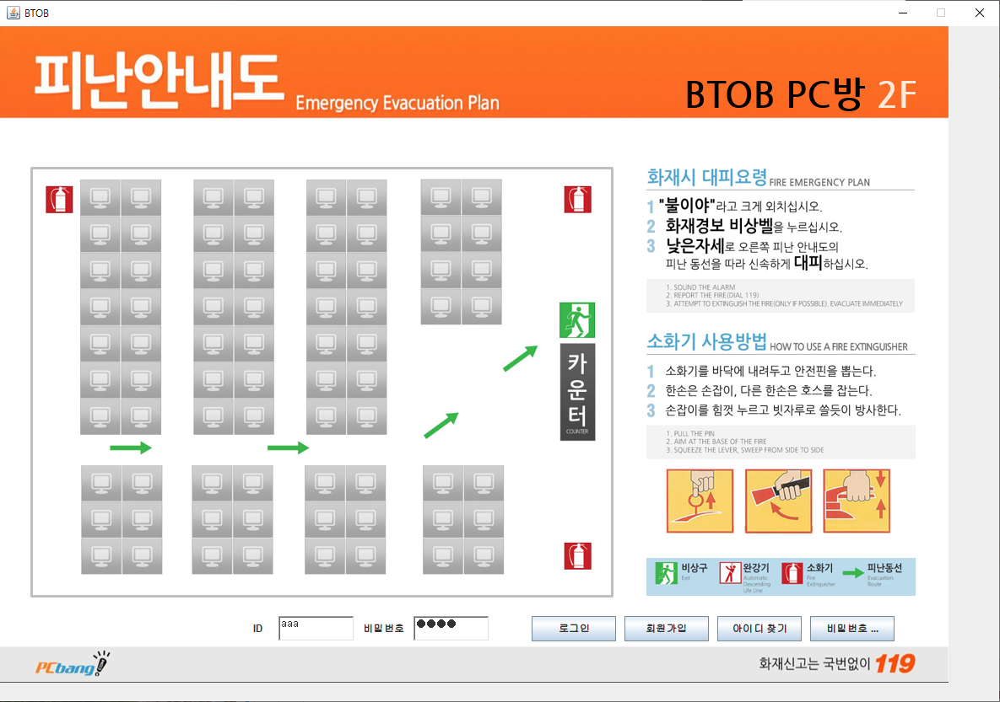 BTOB
피난안내도 Emergency Evacuation Plan
BTOB PC방 2F
화재시 대피요령 FIRE EMERGENCY PLAN
1 "불이야"라고 크게 외치십시오.
2 화재경보 비상벨을 누르십시오.
3 낮은자세로 오른쪽 피난 안내도의
피난 동선을 따라 신속하게 대피하십시오.
1. SOUND THE ALARM
2. REPORT THE FIRE(DIAL 119)
3. ATTEMPT TO EXTINGUISH THE FIRE(ONLY IF POSSIBLE), EVACUATE IMMEDIATELY
카운터
COUNTER
소화기 사용방법 HOW TO USE A FIRE EXTINGUISHER
1 소화기를 바닥에 내려두고 안전핀을 뽑는다.
2 한손은 손잡이, 다른 한손은 호스를 잡는다.
3 손잡이를 힘껏 누르고 빗자루로 쓸듯이 방사한다.
1. PULL THE PIN
2. AIM AT THE BASE OF THE FIRE
3. SQUEEZE THE LEVER, SWEEP FROM SIDE TO SIDE
비상구
Exit
완강기
Automatic
Descending
Life Line
소화기
Fire
Extinguisher
피난동선
Evacuation
Route
ID aaa 비밀번호 ●●●● 로그인 회원가입 아이디 찾기 비밀번호 ...
PCbang!
화재신고는 국번없이 119